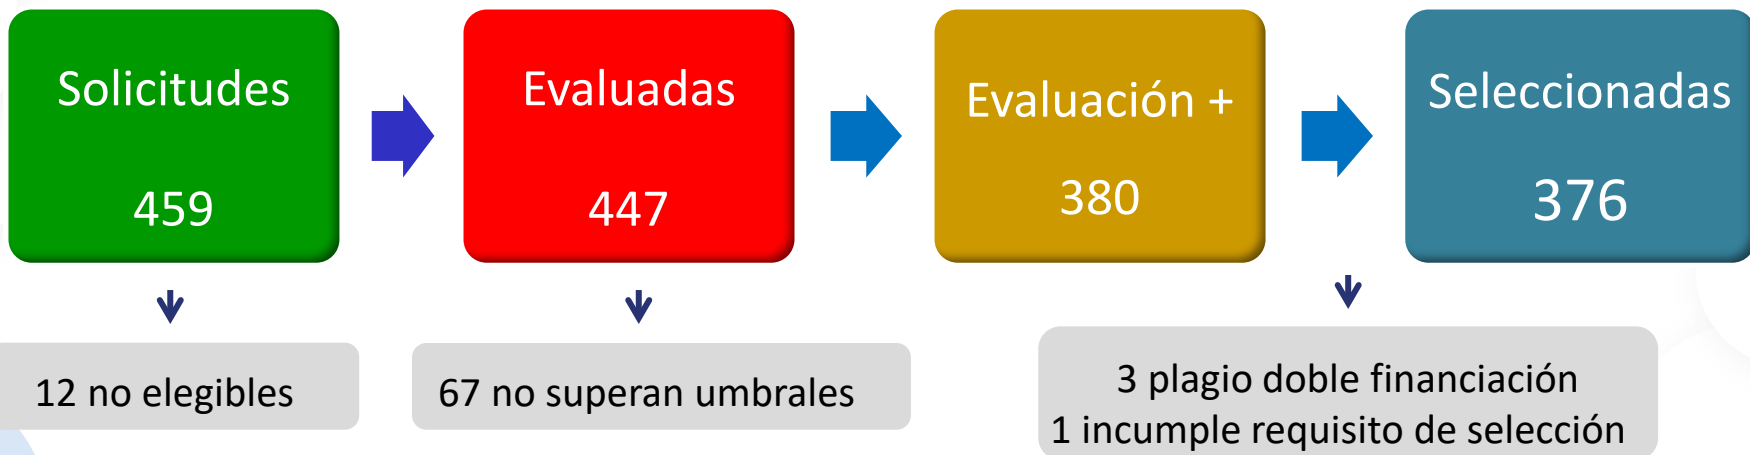 Solicitudes
459
Evaluadas
447
Evaluación +
380
Seleccionadas
376
12 no elegibles
67 no superan umbrales
3 plagio doble financiación
1 incumple requisito de selección